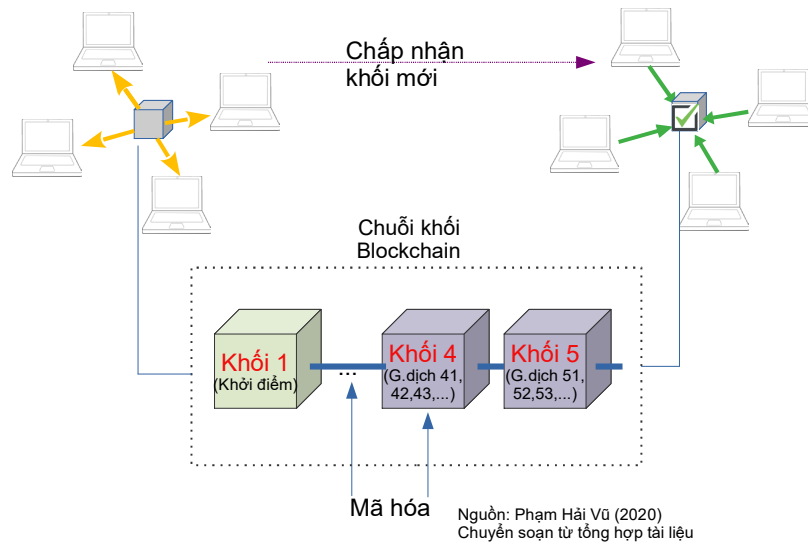 Chấp nhận
khối mới
Chuỗi khối
Blockchain
Khối 1
(Khởi điểm)
...
Khối 4
(G.dịch 41,
42,43,...)
Khối 5
(G.dịch 51,
52,53,...)
Mã hóa
Nguồn: Phạm Hải Vũ (2020)
Chuyển soạn từ tổng hợp tài liệu